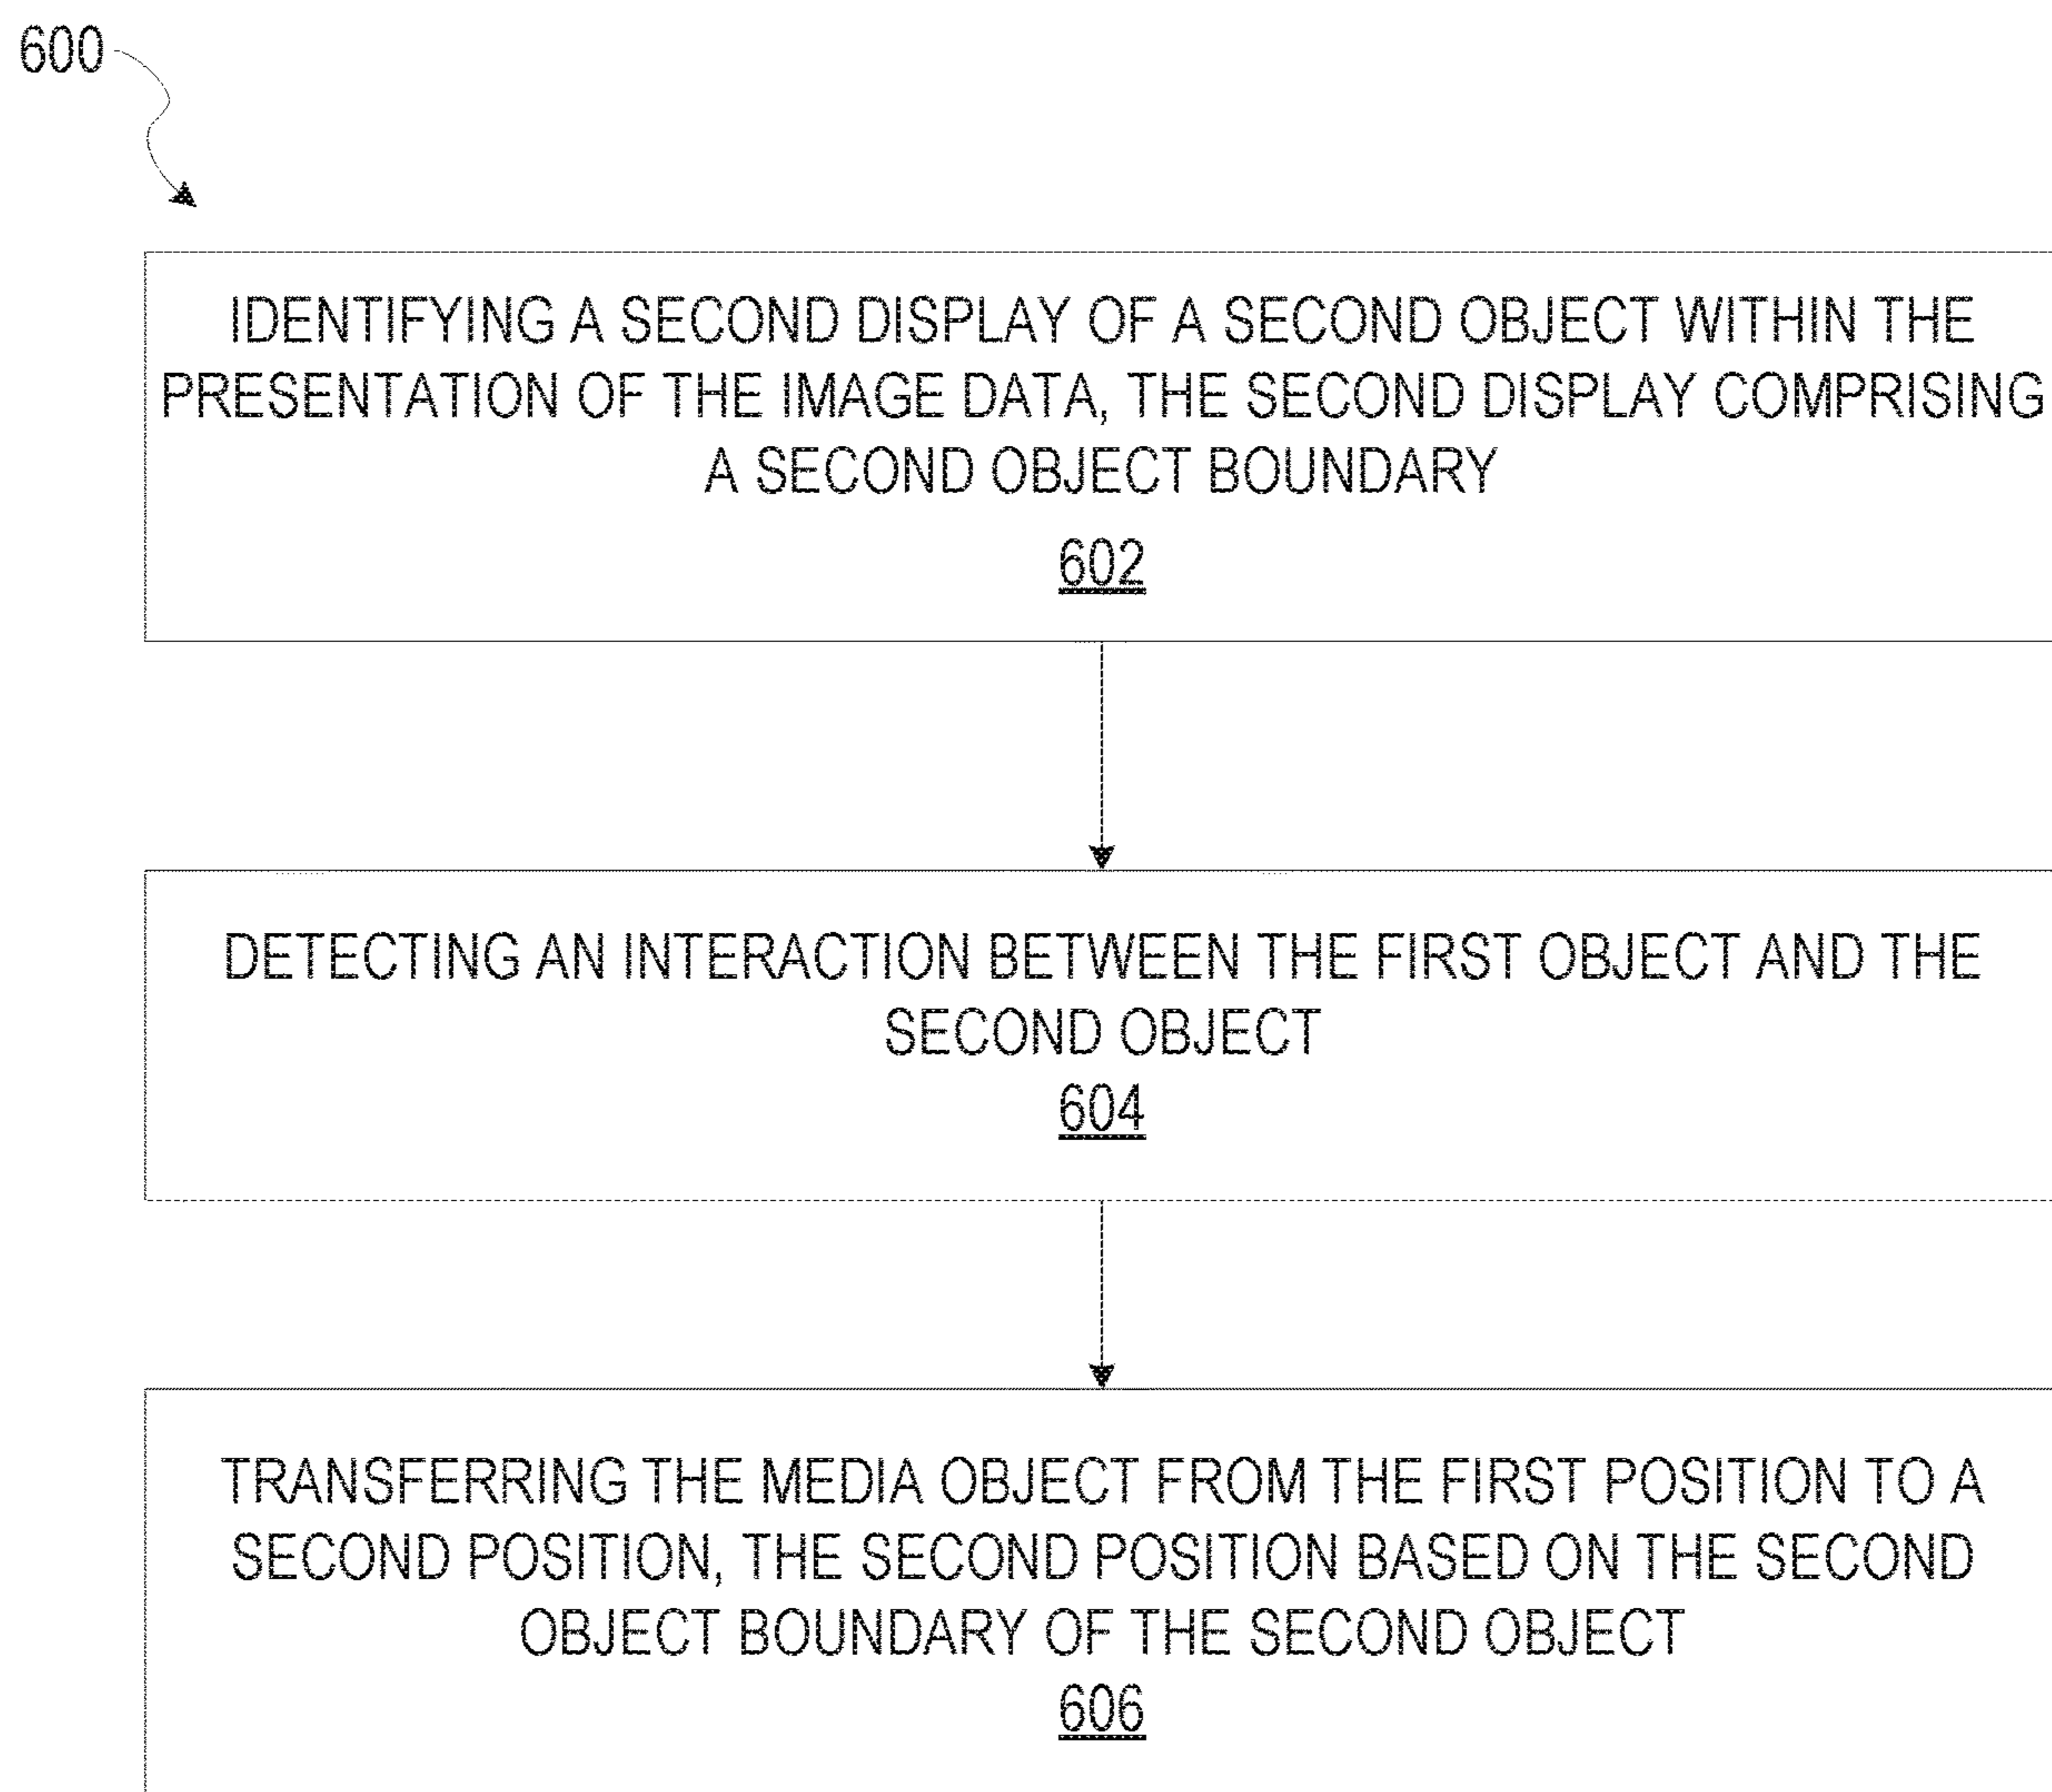 600
IDENTIFYING A SECOND DISPLAY OF A SECOND OBJECT WITHIN THE
PRESENTATION OF THE IMAGE DATA, THE SECOND DISPLAY COMPRISING
A SECOND OBJECT BOUNDARY
602
DETECTING AN INTERACTION BETWEEN THE FIRST OBJECT AND THE
SECOND OBJECT
604
TRANSFERRING THE MEDIA OBJECT FROM THE FIRST POSITION TO A
SECOND POSITION, THE SECOND POSITION BASED ON THE SECOND
OBJECT BOUNDARY OF THE SECOND OBJECT
606